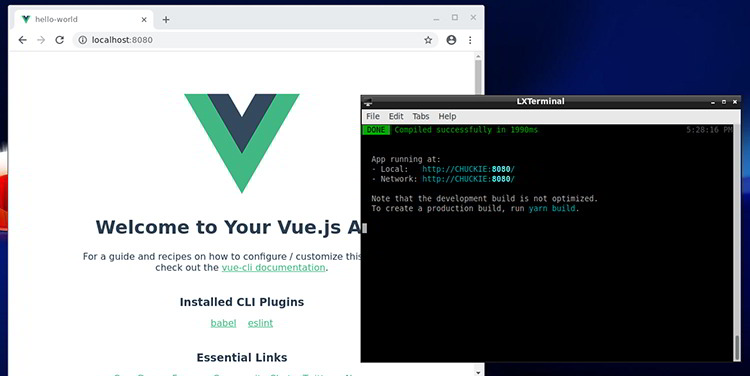 hello-world
localhost:8080
Welcome to Your Vue.js A
For a guide and recipes on how to configure / customize this
check out the vue-cli documentation.
Installed CLI Plugins
babel eslint
Essential Links
LXTerminal
File Edit Tabs Help
DONE Compiled successfully in 1990ms 5:28:16 PM
App running at:
- Local: http://CHUCKIE:8080/
- Network: http://CHUCKIE:8080/
Note that the development build is not optimized.
To create a production build, run yarn build.